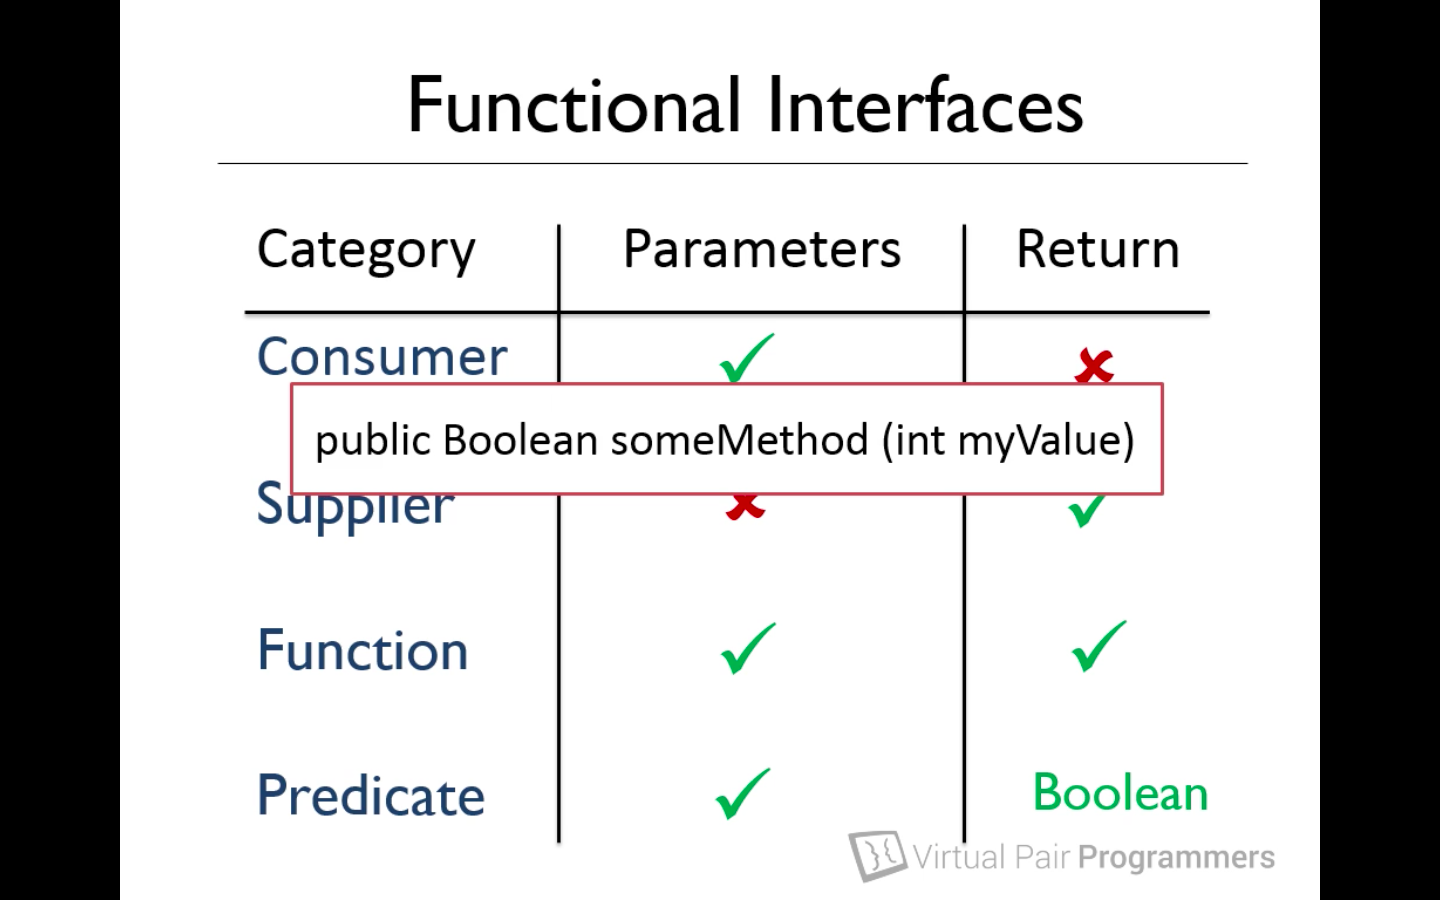 Functional Interfaces
Category Parameters Return
Consumer
public Boolean someMethod (int myValue)
Supplier
Function
Predicate Boolean
Virtual Pair Programmers